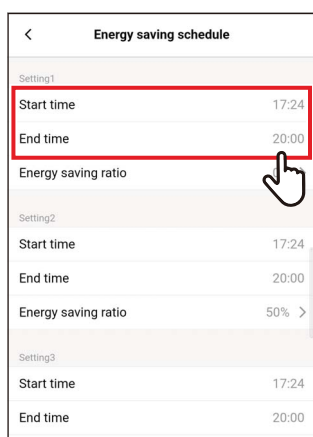 Energy saving schedule
Setting1
Start time 17:24
End time 20:00
Energy saving ratio
Setting2
Start time 17:24
End time 20:00
Energy saving ratio 50%
Setting3
Start time 17:24
End time 20:00